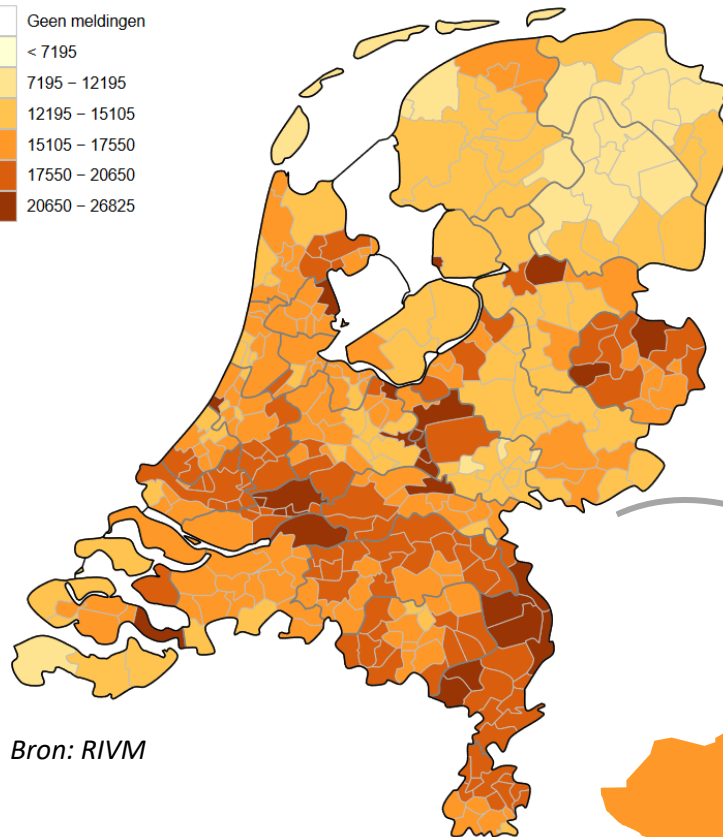 Geen meldingen
< 7195
7195 – 12195
12195 – 15105
15105 – 17550
17550 – 20650
20650 – 26825
Bron: RIVM